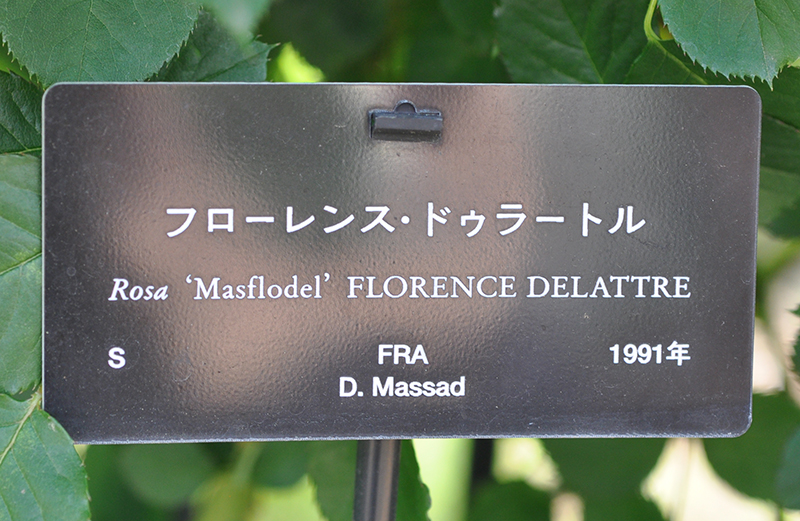 フローレンス・ドゥラートル
Rosa ‘Masflodel’ FLORENCE DELATTRE
S FRA 1991年
D. Massad